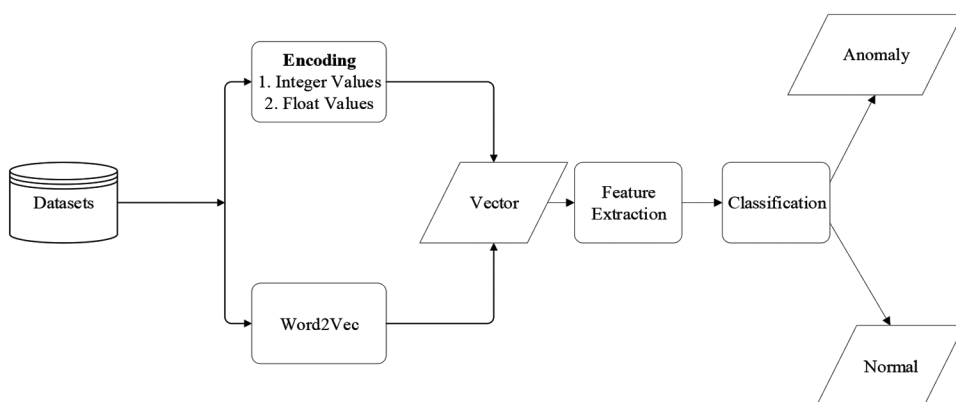 Datasets
Encoding
1. Integer Values
2. Float Values
Word2Vec
Vector
Feature
Extraction
Classification
Anomaly
Normal